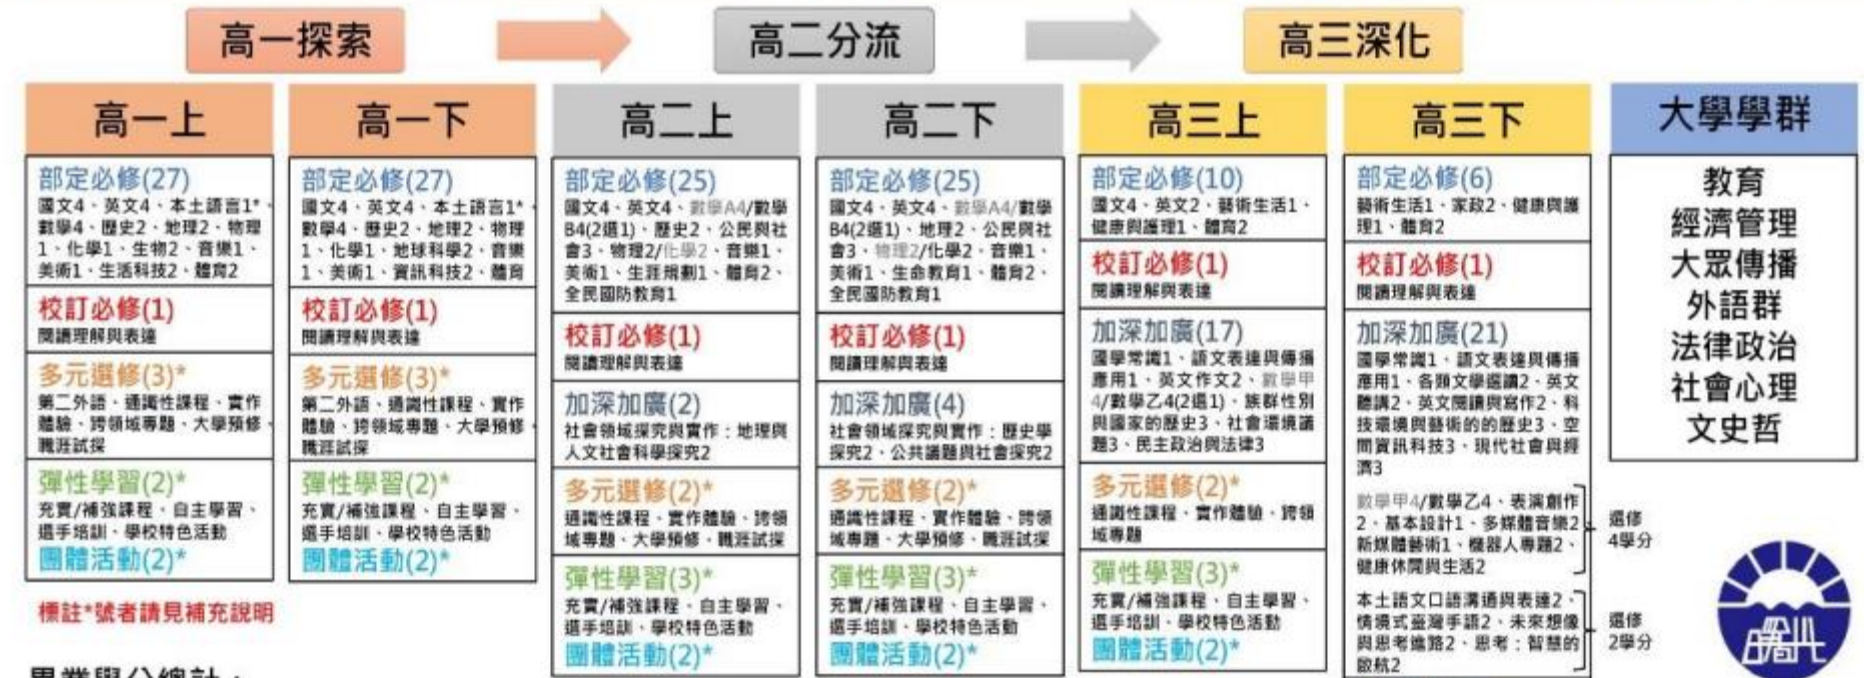 高一探索
高二分流
高三深化
高一上
部定必修(27)
國文4、英文4、本土語言1*、
數學4、歷史2、地理2、物理
1、化學1、生物2、音樂1、
美術1、生活科技2、體育2
校訂必修(1)
閱讀理解與表達
多元選修(3)*
第二外語、通識性課程、實作
體驗、跨領域專題、大學預修、
職涯試探
彈性學習(2)*
充實/補強課程、自主學習、
選手培訓、學校特色活動
團體活動(2)*
標註*號者請見補充說明
高一下
部定必修(27)
國文4、英文4、本土語言1*、
數學4、歷史2、地理2、物理
1、化學1、地球科學2、音樂
1、美術1、資訊科技2、體育
校訂必修(1)
閱讀理解與表達
多元選修(3)*
第二外語、通識性課程、實作
體驗、跨領域專題、大學預修、
職涯試探
彈性學習(2)*
充實/補強課程、自主學習、
選手培訓、學校特色活動
團體活動(2)*
高二上
部定必修(25)
國文4、英文4、數學A4/數學
B4(2選1)、歷史2、公民與社
會3、物理2/化學2、音樂1、
美術1、生涯規劃1、體育2、
全民國防教育1
校訂必修(1)
閱讀理解與表達
加深加廣(2)
社會領域探究與實作：地理與
人文社會科學探究2
多元選修(2)*
通識性課程、實作體驗、跨領
域專題、大學預修、職涯試探
彈性學習(3)*
充實/補強課程、自主學習、
選手培訓、學校特色活動
團體活動(2)*
高二下
部定必修(25)
國文4、英文4、數學A4/數學
B4(2選1)、地理2、公民與社
會3、物理2/化學2、音樂1、
美術1、生命教育1、體育2、
全民國防教育1
校訂必修(1)
閱讀理解與表達
加深加廣(4)
社會領域探究與實作：歷史學
探究2、公共議題與社會探究2
多元選修(2)*
通識性課程、實作體驗、跨領
域專題、大學預修、職涯試探
彈性學習(3)*
充實/補強課程、自主學習、
選手培訓、學校特色活動
團體活動(2)*
高三上
部定必修(10)
國文4、英文2、藝術生活1、
健康與護理1、體育2
校訂必修(1)
閱讀理解與表達
加深加廣(17)
國學常識1、語文表達與傳播
應用1、英文作文2、數學甲
4/數學乙4(2選1)、族群性別
與國家的歷史3、社會環境議
題3、民主政治與法律3
多元選修(2)*
通識性課程、實作體驗、跨領
域專題
彈性學習(3)*
充實/補強課程、自主學習、
選手培訓、學校特色活動
團體活動(2)*
高三下
部定必修(6)
藝術生活1、家政2、健康與護
理1、體育2
校訂必修(1)
閱讀理解與表達
加深加廣(21)
國學常識1、語文表達與傳播
應用1、各類文學選讀2、英文
聽講2、英文閱讀與寫作2、科
技環境與藝術的的歷史3、空
間資訊科技3、現代社會與經
濟3
數學甲4/數學乙4、表演創作
2、基本設計1、多媒體音樂2
新媒體藝術1、機器人專題2、
健康休閒與生活2
選修
4學分
本土語文口語溝通與表達2、
情境式臺灣手語2、未來想像
與思考進路2、思考：智慧的
啟航2
選修
2學分
大學學群
教育
經濟管理
大眾傳播
外語群
法律政治
社會心理
文史哲
畢業學分總計：